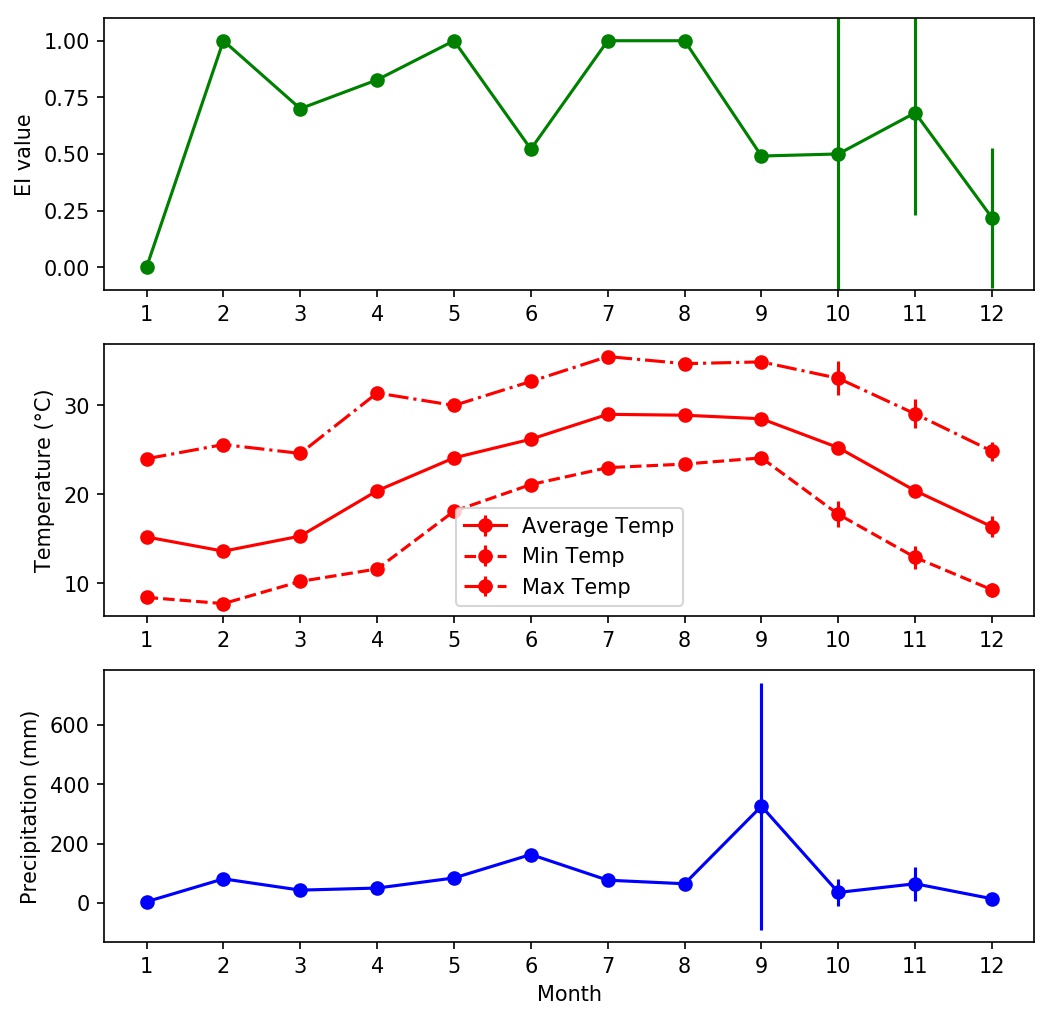 EI value
1.00
0.75
0.50
0.25
0.00
1 2 3 4 5 6 7 8 9 10 11 12
Temperature (°C)
30
20
10
Average Temp
Min Temp
Max Temp
1 2 3 4 5 6 7 8 9 10 11 12
Precipitation (mm)
600
400
200
0
1 2 3 4 5 6 7 8 9 10 11 12
Month